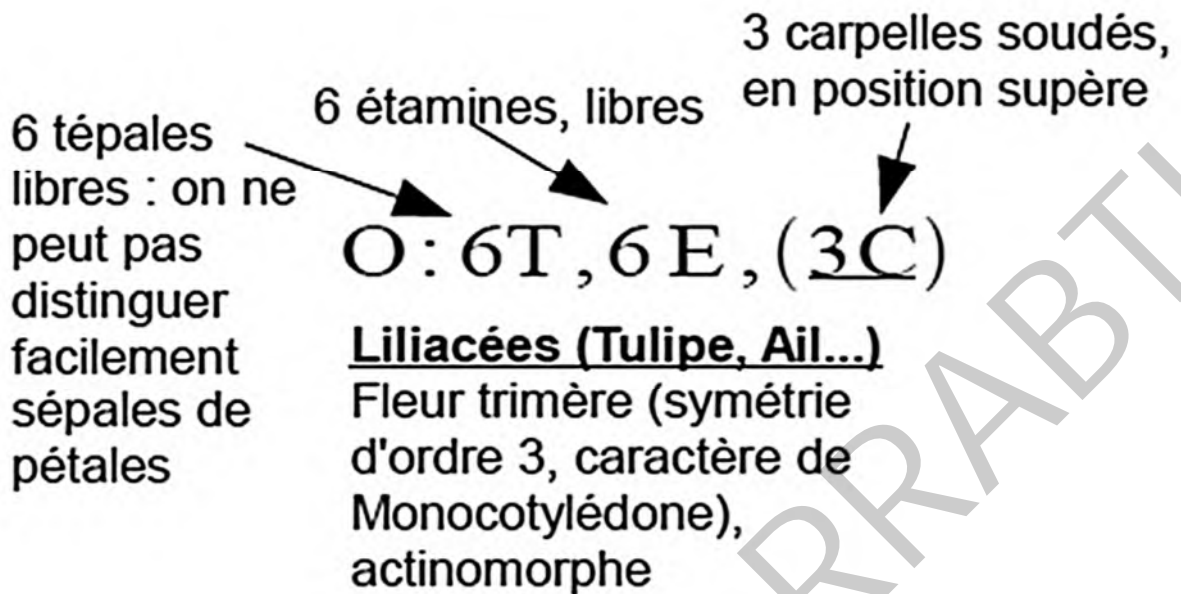 3 carpelles soudés,
en position supère
6 étamines, libres
6 tépales
libres : on ne
peut pas
distinguer
facilement
sépales de
pétales
O : 6T , 6 E , (3C)
Liliacées (Tulipe, Ail...)
Fleur trimère (symétrie
d'ordre 3, caractère de
Monocotylédone),
actinomorphe